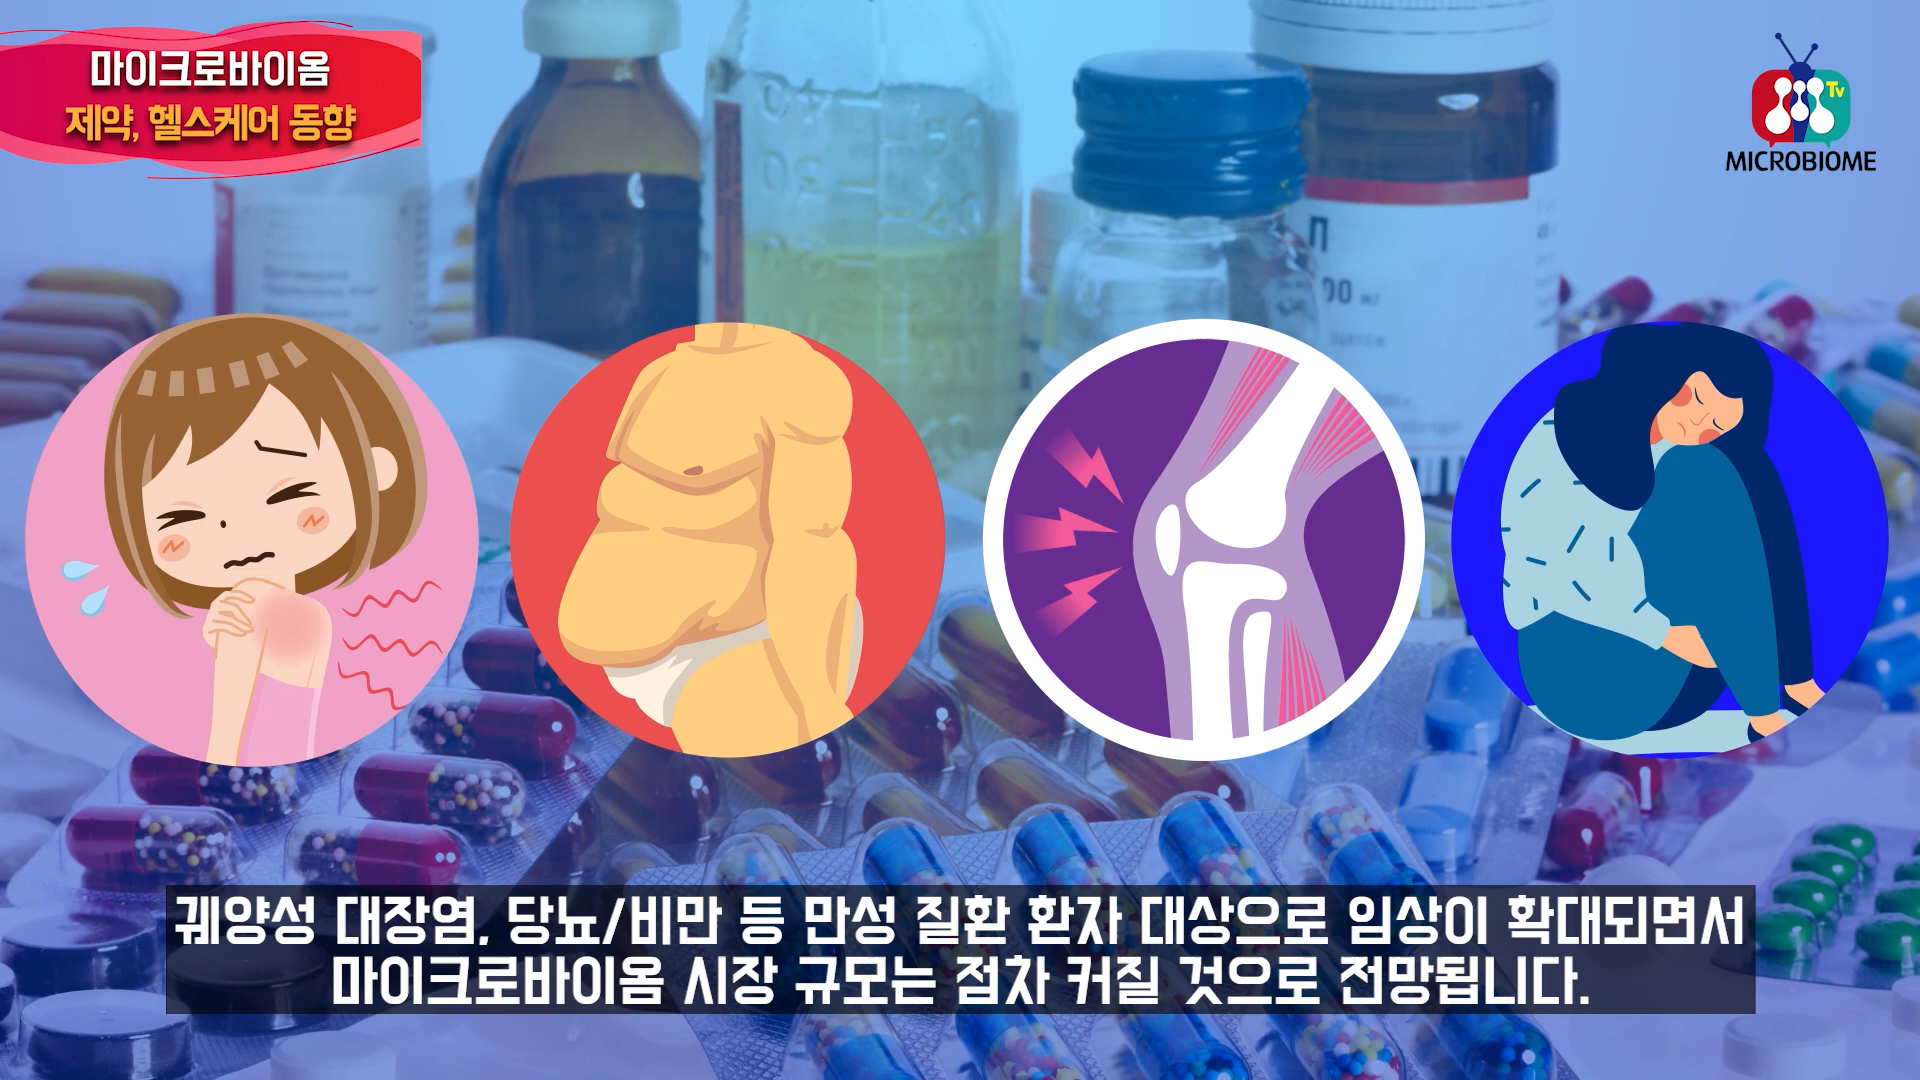 마이크로바이옴
제약, 헬스케어 동향
Tv
MICROBIOME
궤양성 대장염, 당뇨/비만 등 만성 질환 환자 대상으로 임상이 확대되면서
마이크로바이옴 시장 규모는 점차 커질 것으로 전망됩니다.